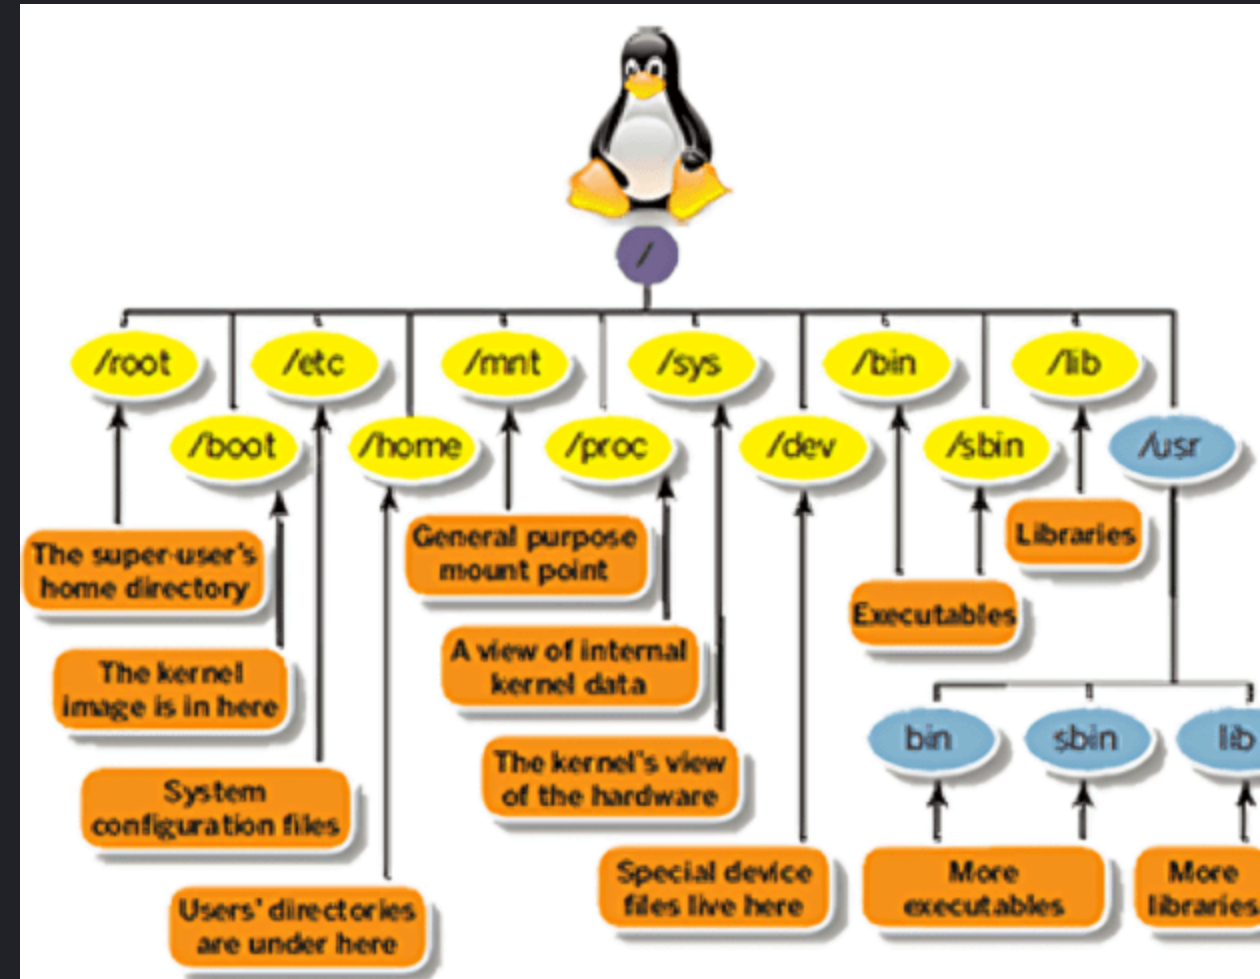 /
/root
/etc
/mnt
/sys
/bin
/lib
/boot
/home
/proc
/dev
/sbin
/usr
The super-user's
home directory
General purpose
mount point
Libraries
Executables
The kernel
image is in here
A view of internal
kernel data
System
configuration files
The kernel's view
of the hardware
bin
sbin
lib
Users' directories
are under here
Special device
files live here
More
executables
More
libraries